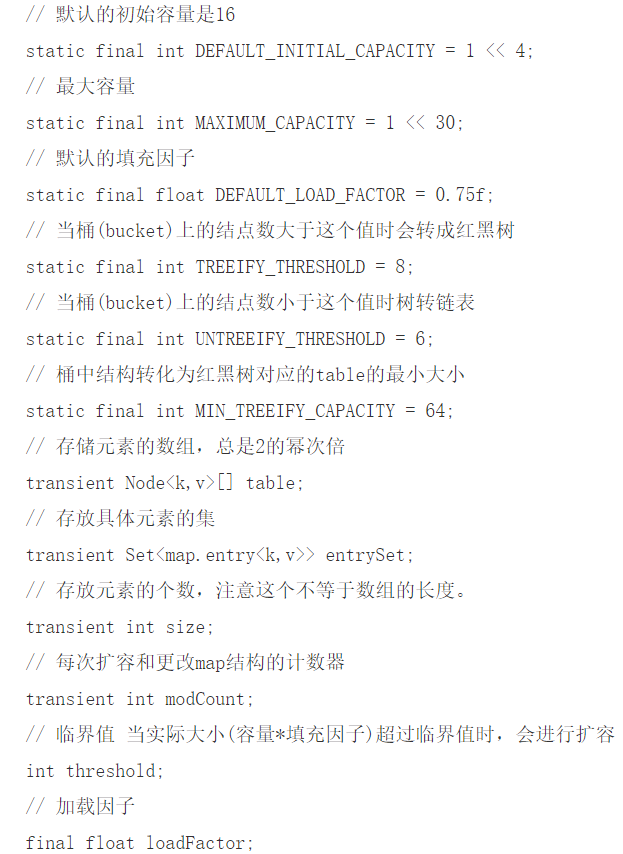 // 默认的初始容量是16
static final int DEFAULT_INITIAL_CAPACITY = 1 << 4;
// 最大容量
static final int MAXIMUM_CAPACITY = 1 << 30;
// 默认的填充因子
static final float DEFAULT_LOAD_FACTOR = 0.75f;
// 当桶(bucket)上的结点数大于这个值时会转成红黑树
static final int TREEIFY_THRESHOLD = 8;
// 当桶(bucket)上的结点数小于这个值时树转链表
static final int UNTREEIFY_THRESHOLD = 6;
// 桶中结构转化为红黑树对应的table的最小大小
static final int MIN_TREEIFY_CAPACITY = 64;
// 存储元素的数组，总是2的幂次倍
transient Node<k,v>[] table;
// 存放具体元素的集
transient Set<map.entry<k,v>> entrySet;
// 存放元素的个数，注意这个不等于数组的长度。
transient int size;
// 每次扩容和更改map结构的计数器
transient int modCount;
// 临界值 当实际大小(容量*填充因子)超过临界值时，会进行扩容
int threshold;
// 加载因子
final float loadFactor;